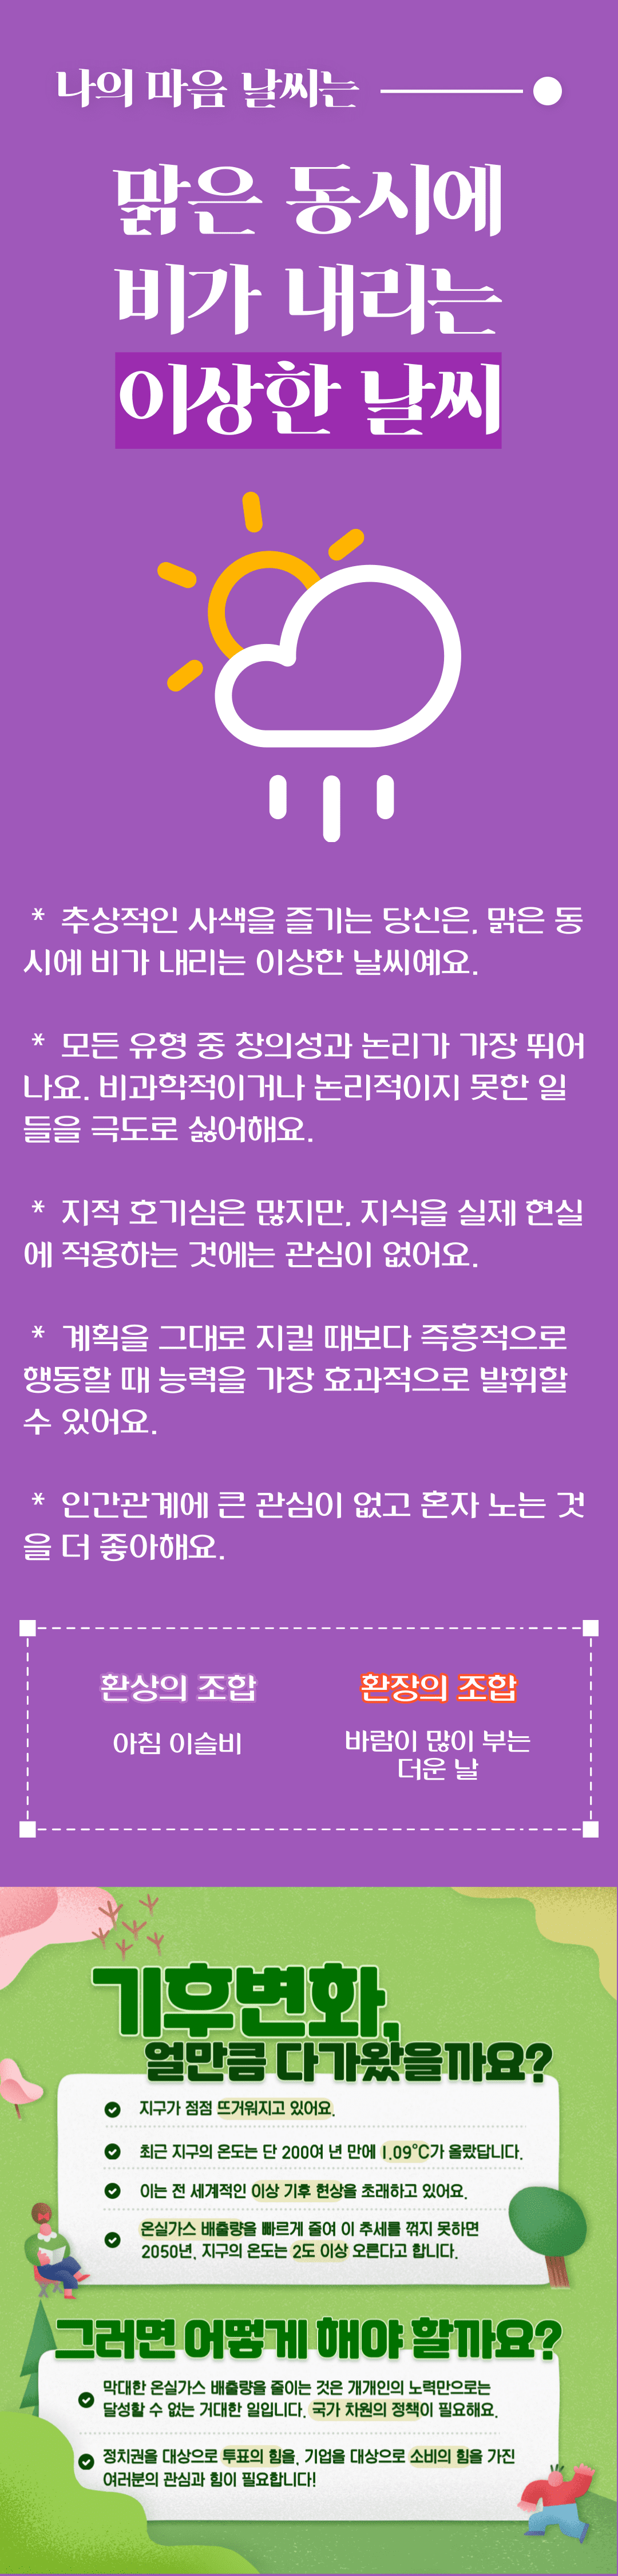 나의 마음 날씨는
맑은 동시에
비가 내리는
이상한 날씨
* 추상적인 사색을 즐기는 당신은, 맑은 동
시에 비가 내리는 이상한 날씨예요.
* 모든 유형 중 창의성과 논리가 가장 뛰어
나요. 비과학적이거나 논리적이지 못한 일
들을 극도로 싫어해요.
* 지적 호기심은 많지만, 지식을 실제 현실
에 적용하는 것에는 관심이 없어요.
* 계획을 그대로 지킬 때보다 즉흥적으로
행동할 때 능력을 가장 효과적으로 발휘할
수 있어요.
* 인간관계에 큰 관심이 없고 혼자 노는 것
을 더 좋아해요.
환상의 조합
아침 이슬비
환장의 조합
바람이 많이 부는
더운 날
기후변화,
얼만큼 다가왔을까요?
지구가 점점 뜨거워지고 있어요.
최근 지구의 온도는 단 200여 년 만에 1.09°C가 올랐답니다.
이는 전 세계적인 이상 기후 현상을 초래하고 있어요.
온실가스 배출량을 빠르게 줄여 이 추세를 꺾지 못하면
2050년, 지구의 온도는 2도 이상 오른다고 합니다.
그러면 어떻게 해야 할까요?
막대한 온실가스 배출량을 줄이는 것은 개개인의 노력만으로는
달성할 수 없는 거대한 일입니다. 국가 차원의 정책이 필요해요.
정치권을 대상으로 투표의 힘을, 기업을 대상으로 소비의 힘을 가진
여러분의 관심과 힘이 필요합니다!